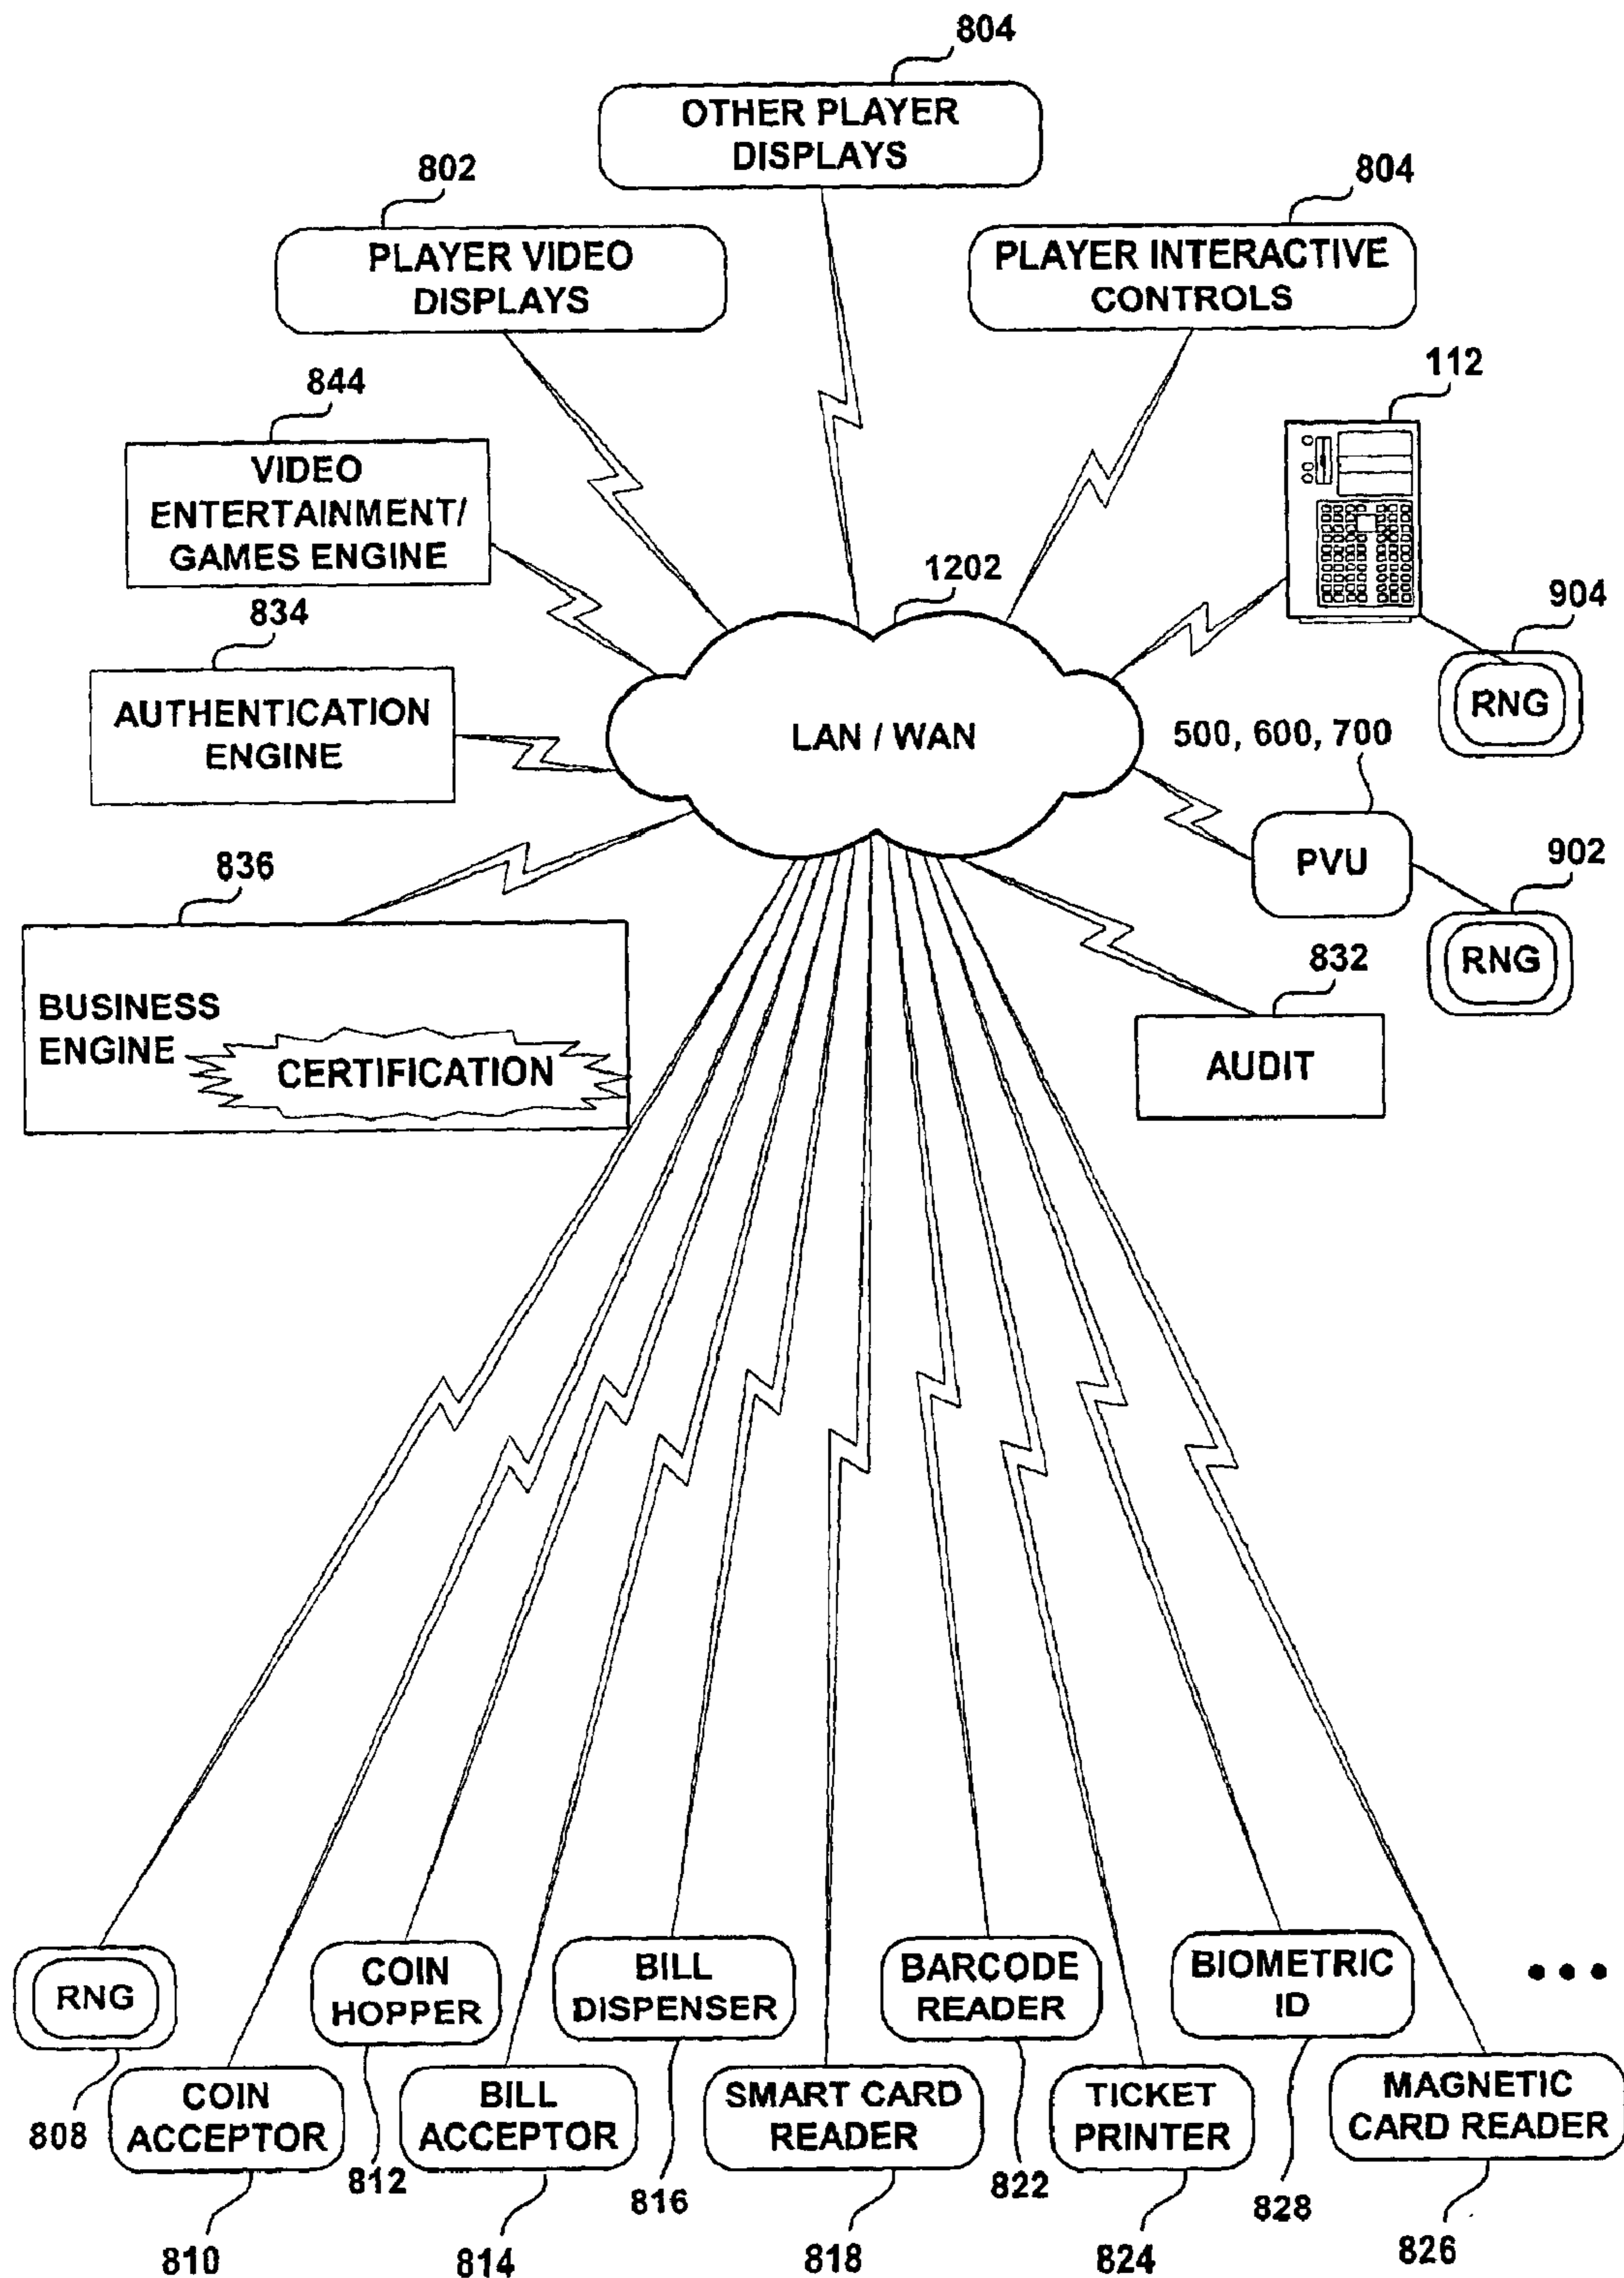 804
OTHER PLAYER
DISPLAYS
802
PLAYER VIDEO
DISPLAYS
804
PLAYER INTERACTIVE
CONTROLS
112
844
VIDEO
ENTERTAINMENT/
GAMES ENGINE
1202
904
RNG
834
AUTHENTICATION
ENGINE
LAN / WAN
500, 600, 700
PVU
902
RNG
836
BUSINESS
ENGINE
CERTIFICATION
832
AUDIT
RNG
808
COIN
ACCEPTOR
810
COIN
HOPPER
812
BILL
ACCEPTOR
814
BILL
DISPENSER
816
SMART CARD
READER
818
BARCODE
READER
822
TICKET
PRINTER
824
BIOMETRIC
ID
828
MAGNETIC
CARD READER
826
• • •